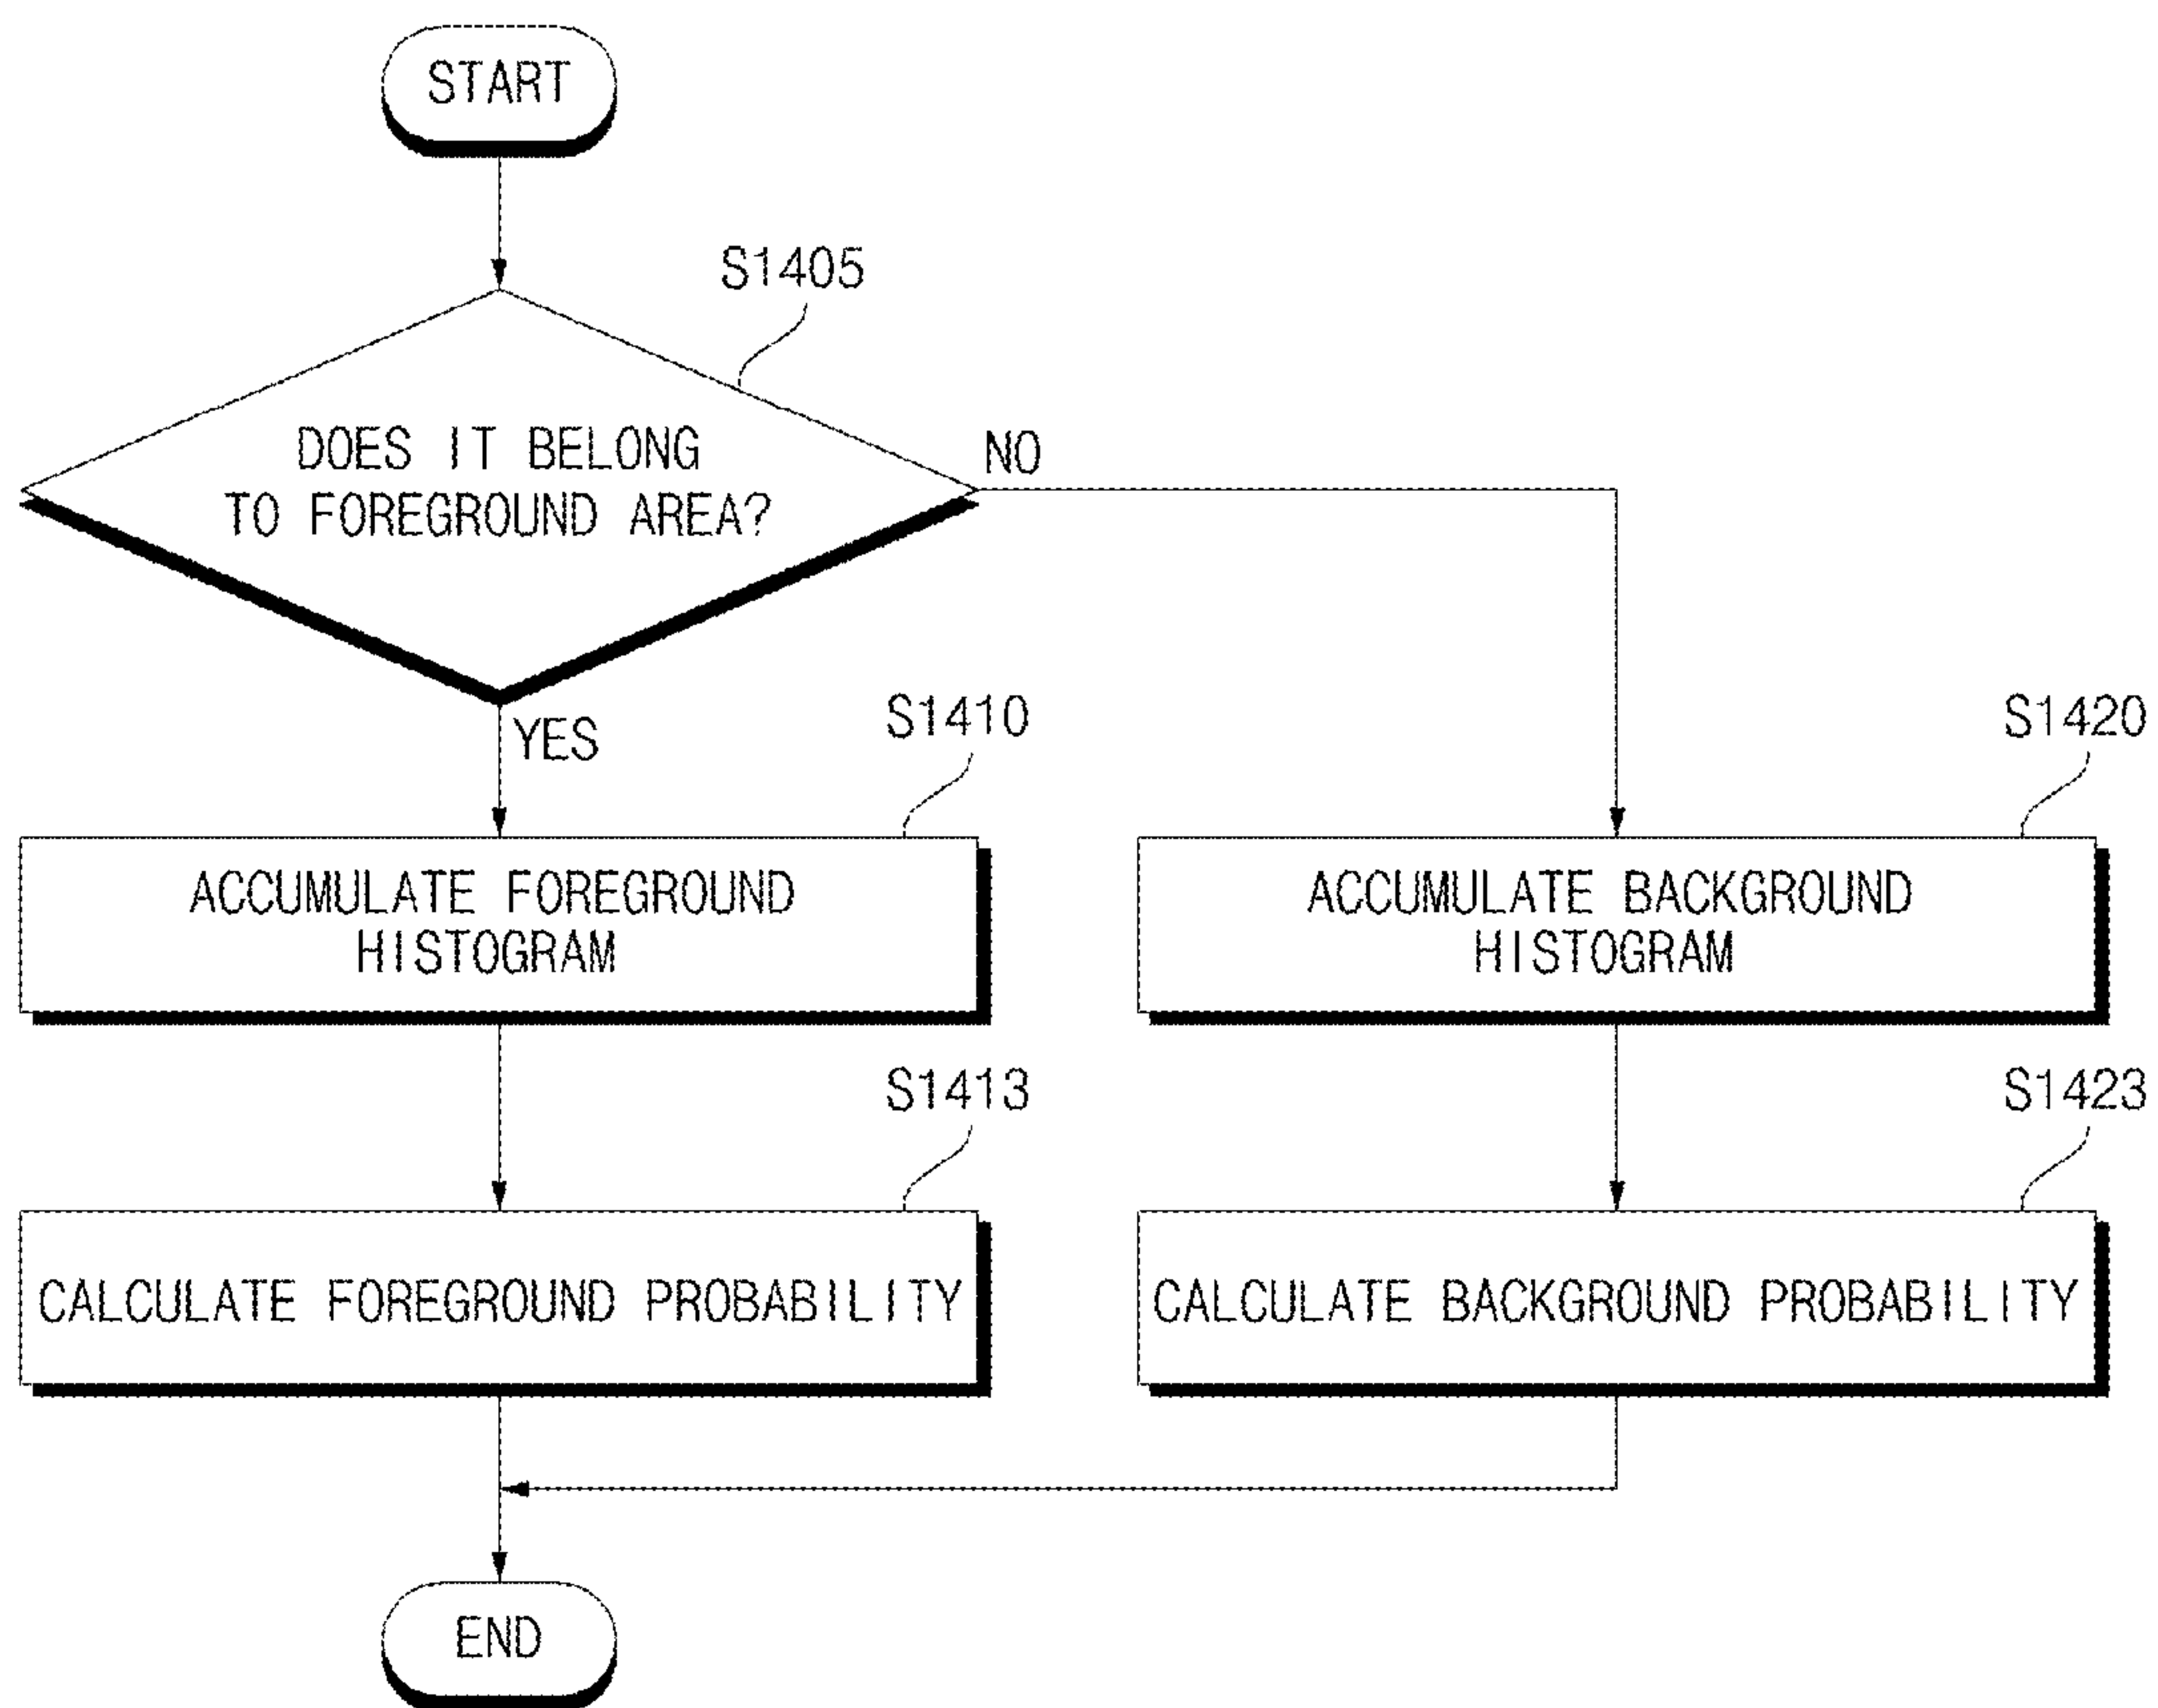 START
S1405
DOES IT BELONG
TO FOREGROUND AREA?
NO
YES
S1410
S1420
ACCUMULATE FOREGROUND
HISTOGRAM
ACCUMULATE BACKGROUND
HISTOGRAM
S1413
S1423
CALCULATE FOREGROUND PROBABILITY
CALCULATE BACKGROUND PROBABILITY
END